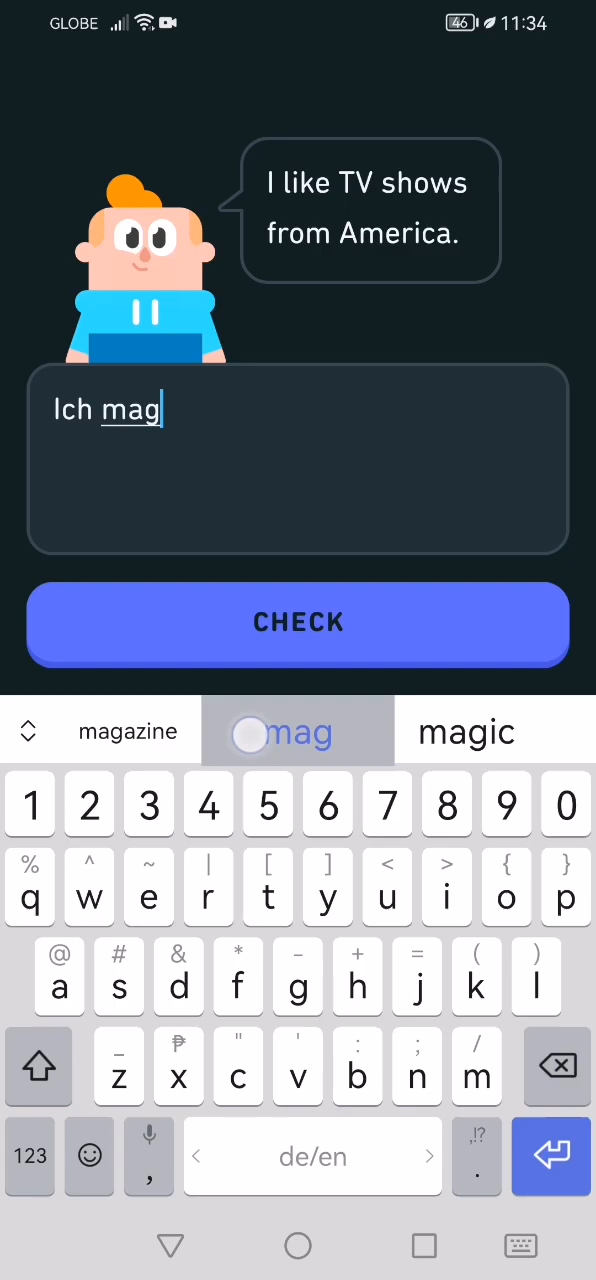 GLOBE 46 11:34
I like TV shows
from America.
Ich mag
CHECK
magazine mag magic
1 2 3 4 5 6 7 8 9 0
% ^ ~ | [ ] < > { }
q w e r t y u i o p
@ # & * - + = ( )
a s d f g h j k l
_ ₱ " ' : ; /
z x c v b n m
,!?
123 , de/en .